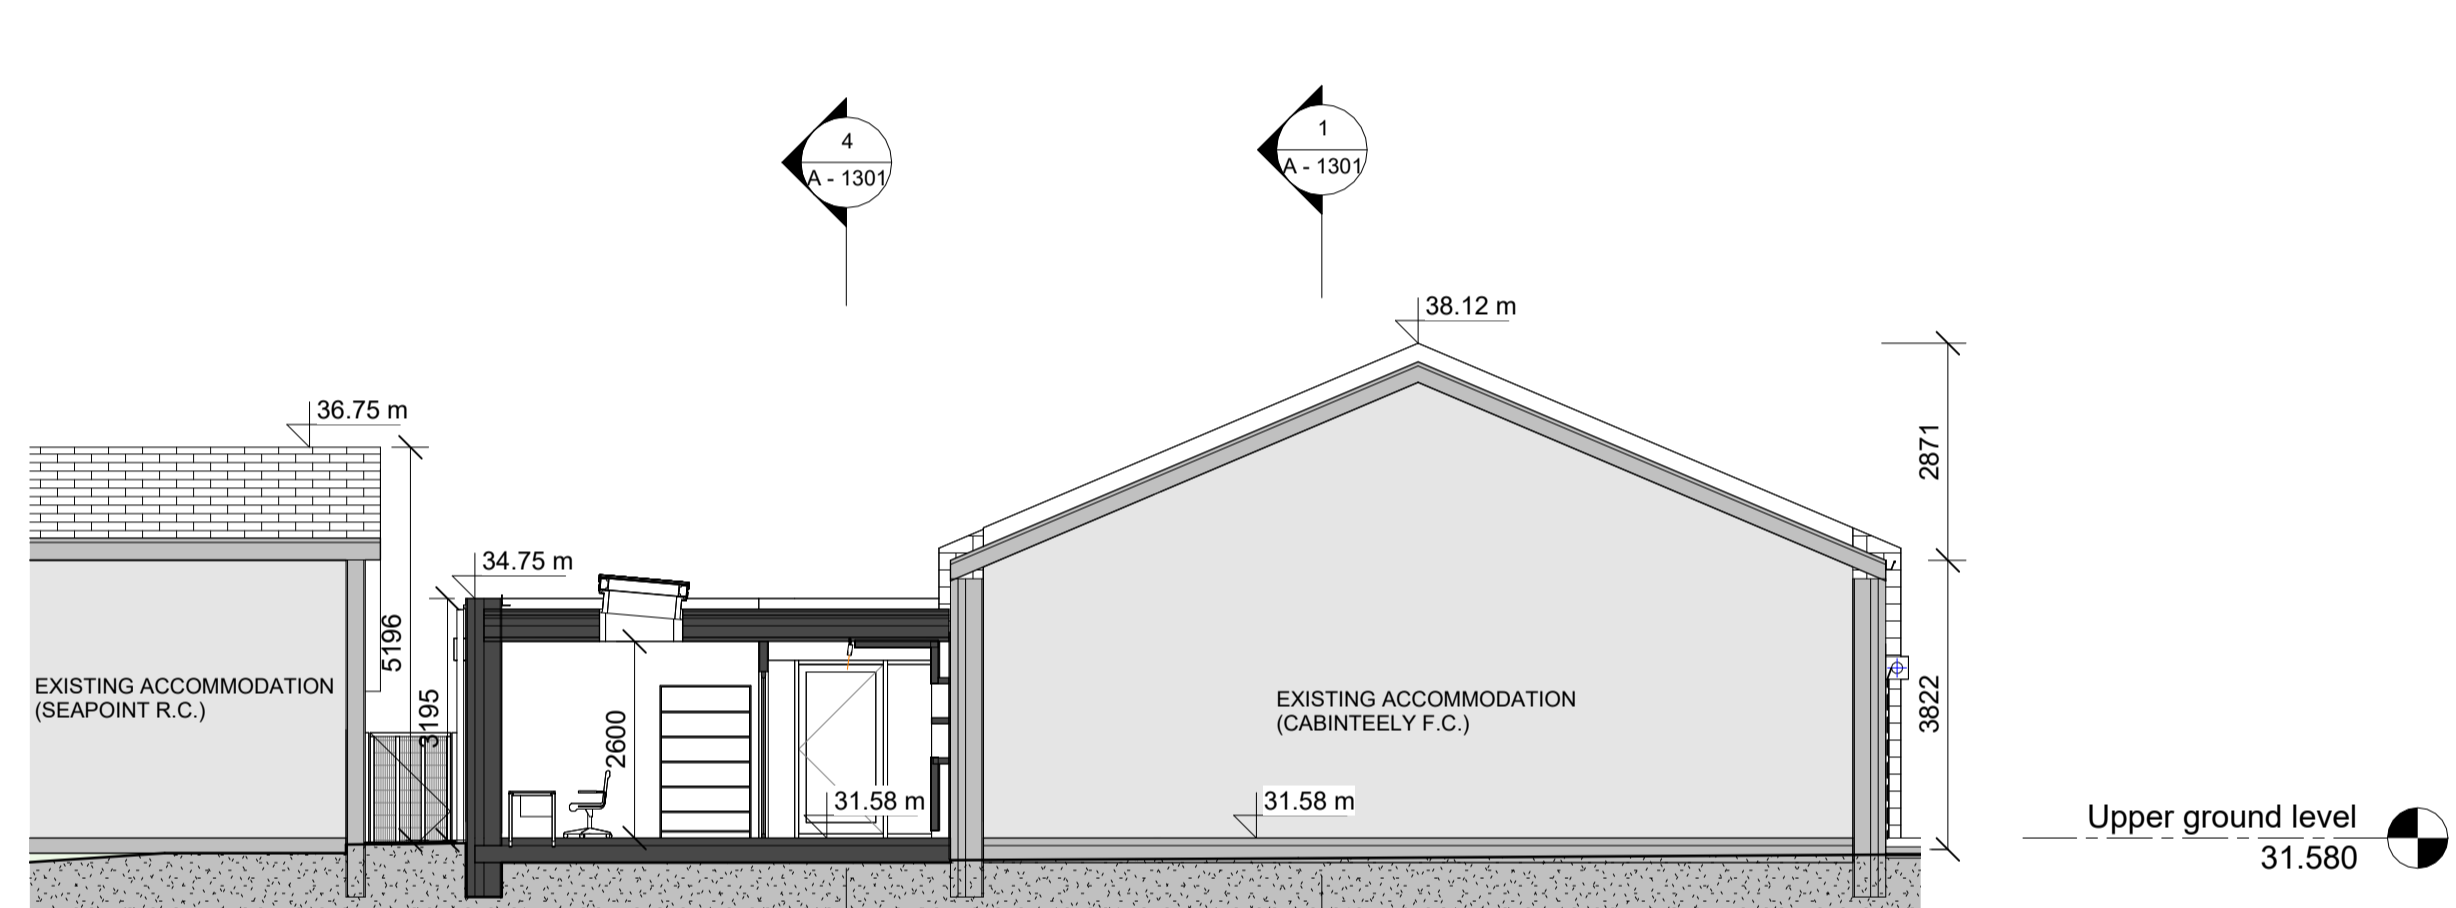 4
A - 1301
1
A - 1301
38.12 m
36.75 m
2871
34.75 m
5196
3195
EXISTING ACCOMMODATION
(SEAPOINT R.C.)
2600
EXISTING ACCOMMODATION
(CABINTEELY F.C.)
38822
31.58 m
31.58 m
Upper ground level
31.580